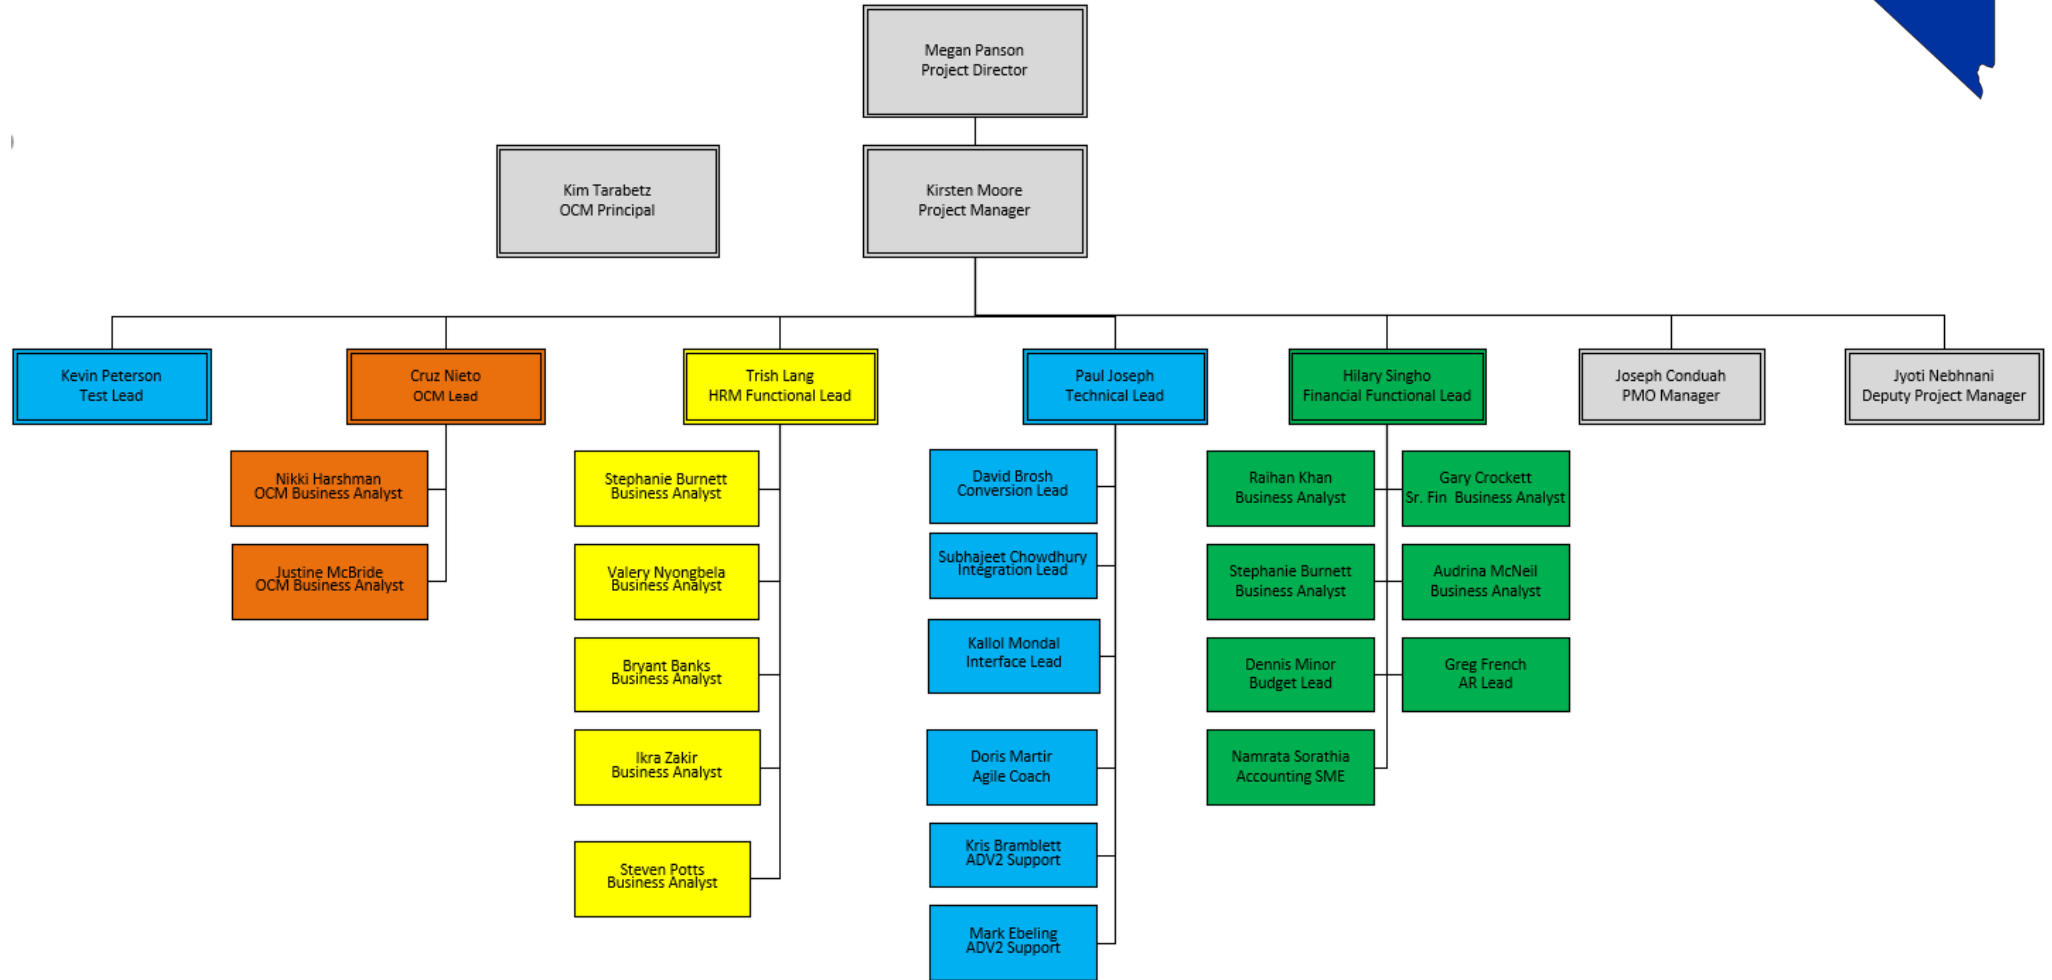 Megan Panson
Project Director
Kim Tarabetz
OCM Principal
Kirsten Moore
Project Manager
Kevin Peterson
Test Lead
Cruz Nieto
OCM Lead
Trish Lang
HRM Functional Lead
Paul Joseph
Technical Lead
Hilary Singho
Financial Functional Lead
Joseph Conduah
PMO Manager
Jyoti Nebhnani
Deputy Project Manager
Nikki Harshman
OCM Business Analyst
Justine McBride
OCM Business Analyst
Stephanie Burnett
Business Analyst
Valery Nyongbela
Business Analyst
Bryant Banks
Business Analyst
Ikra Zakir
Business Analyst
Steven Potts
Business Analyst
David Brosh
Conversion Lead
Subhajeet Chowdhury
Integration Lead
Kallol Mondal
Interface Lead
Doris Martir
Agile Coach
Kris Bramblett
ADV2 Support
Mark Ebeling
ADV2 Support
Raihan Khan
Business Analyst
Gary Crockett
Sr. Fin  Business Analyst
Stephanie Burnett
Business Analyst
Audrina McNeil
Business Analyst
Dennis Minor
Budget Lead
Greg French
AR Lead
Namrata Sorathia
Accounting SME